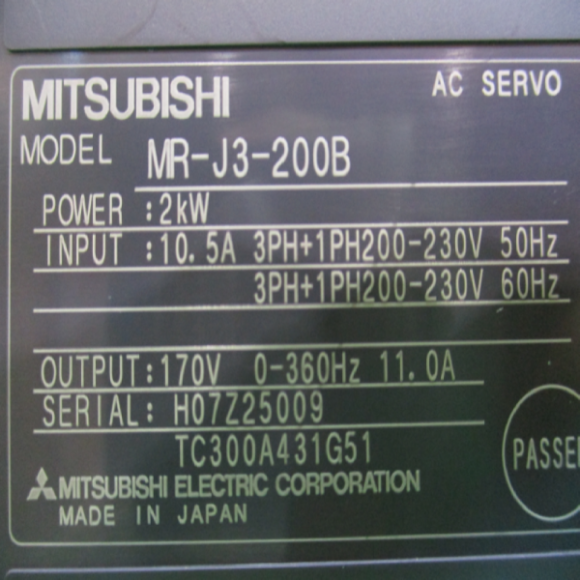 MITSUBISHI AC SERVO
MODEL MR-J3-200B
POWER :2kW
INPUT :10.5A 3PH+1PH200-230V 50Hz
3PH+1PH200-230V 60Hz
OUTPUT:170V 0-360Hz 11.0A
SERIAL: H07Z25009
TC300A431G51
PASSE
MITSUBISHI ELECTRIC CORPORATION
MADE IN JAPAN